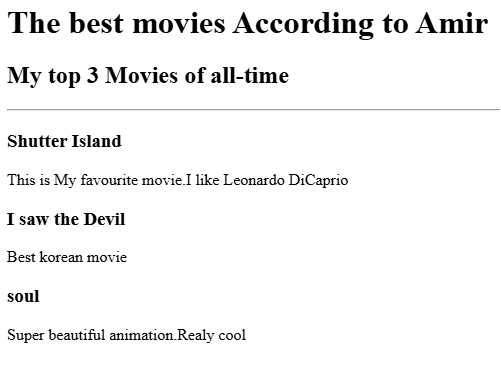 The best movies According to Amir
My top 3 Movies of all-time
Shutter Island
This is My favourite movie.I like Leonardo DiCaprio
I saw the Devil
Best korean movie
soul
Super beautiful animation.Realy cool